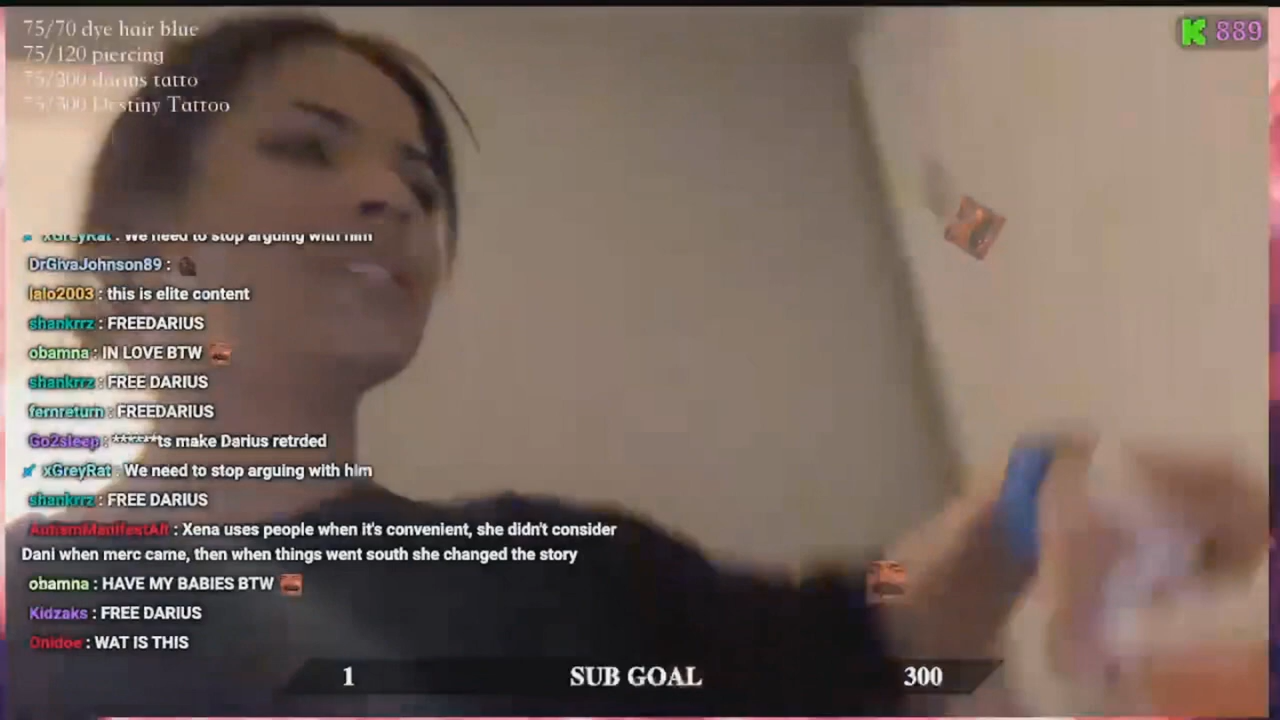 75/70 dye hair blue
75/120 piercing
75/300 darius tatto
75/300 Destiny Tattoo
889
xGreyRat : We need to stop arguing with him
DrGivaJohnson89 :
lalo2003 : this is elite content
shankrrz : FREEDARIUS
obamna : IN LOVE BTW
shankrrz : FREE DARIUS
fernreturn : FREEDARIUS
Go2sleep : ******ts make Darius retrded
xGreyRat : We need to stop arguing with him
shankrrz : FREE DARIUS
AutismManifestAlt : Xena uses people when it's convenient, she didn't consider
Dani when merc came, then when things went south she changed the story
obamna : HAVE MY BABIES BTW
Kidzaks : FREE DARIUS
Onidoe : WAT IS THIS
1 SUB GOAL 300